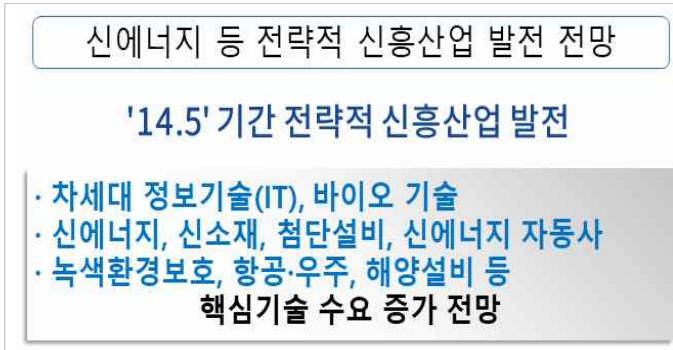 신에너지 등 전략적 신흥산업 발전 전망
'14.5' 기간 전략적 신흥산업 발전
· 차세대 정보기술(IT), 바이오 기술
· 신에너지, 신소재, 첨단설비, 신에너지 자동사
· 녹색환경보호, 항공·우주, 해양설비 등
핵심기술 수요 증가 전망